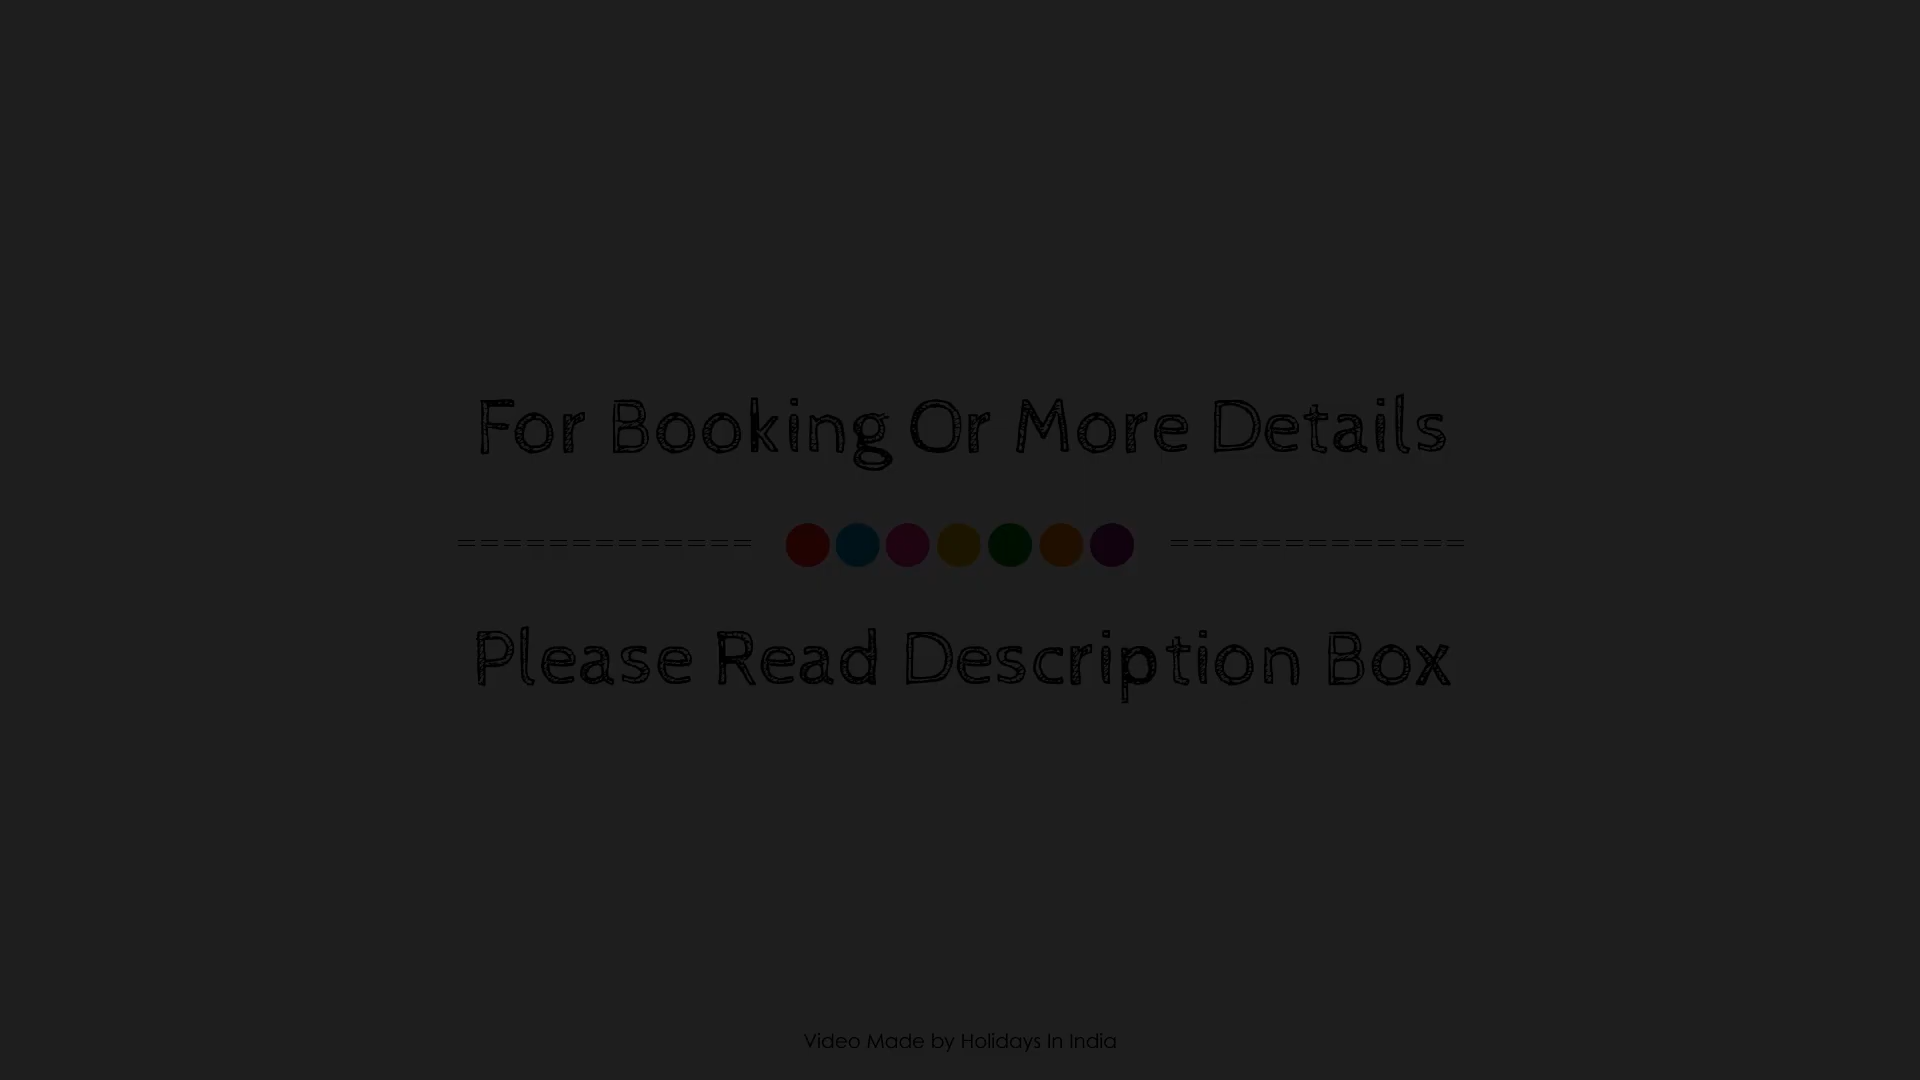 For Booking Or More Details
============= =============
Please Read Description Box
Video Made by Holidays In India